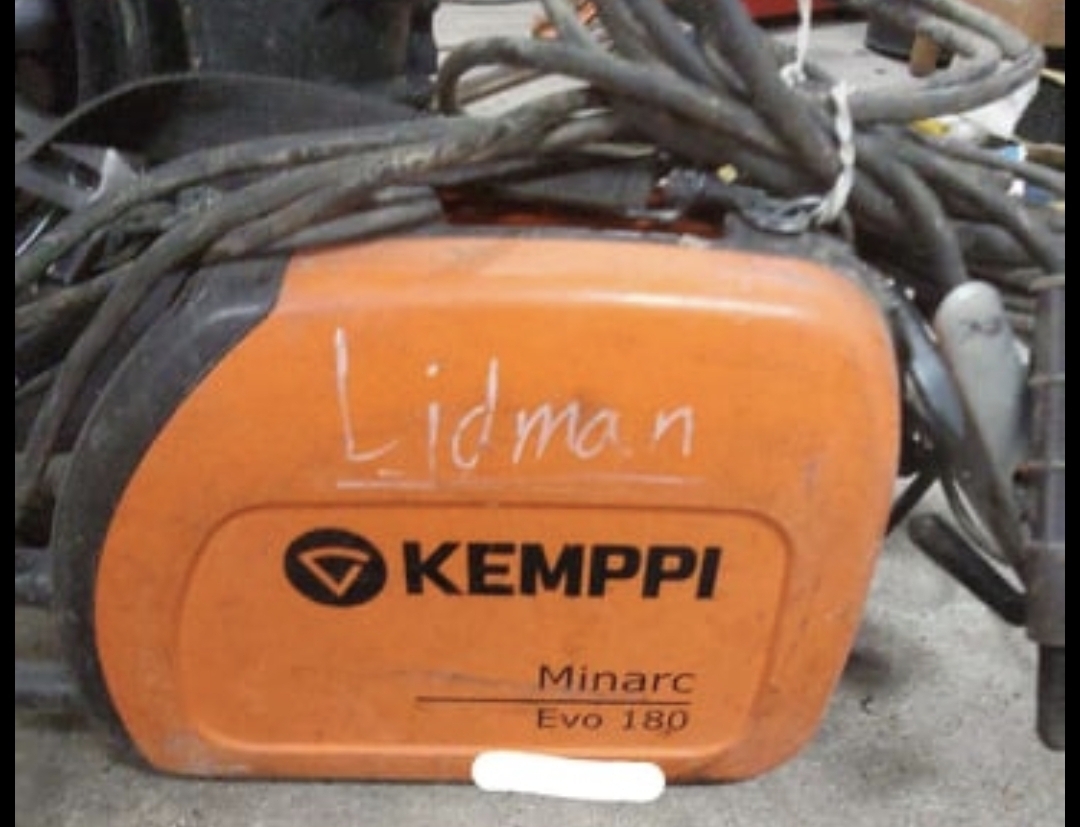 Lidman
KEMPPI
Minarc
Evo 180